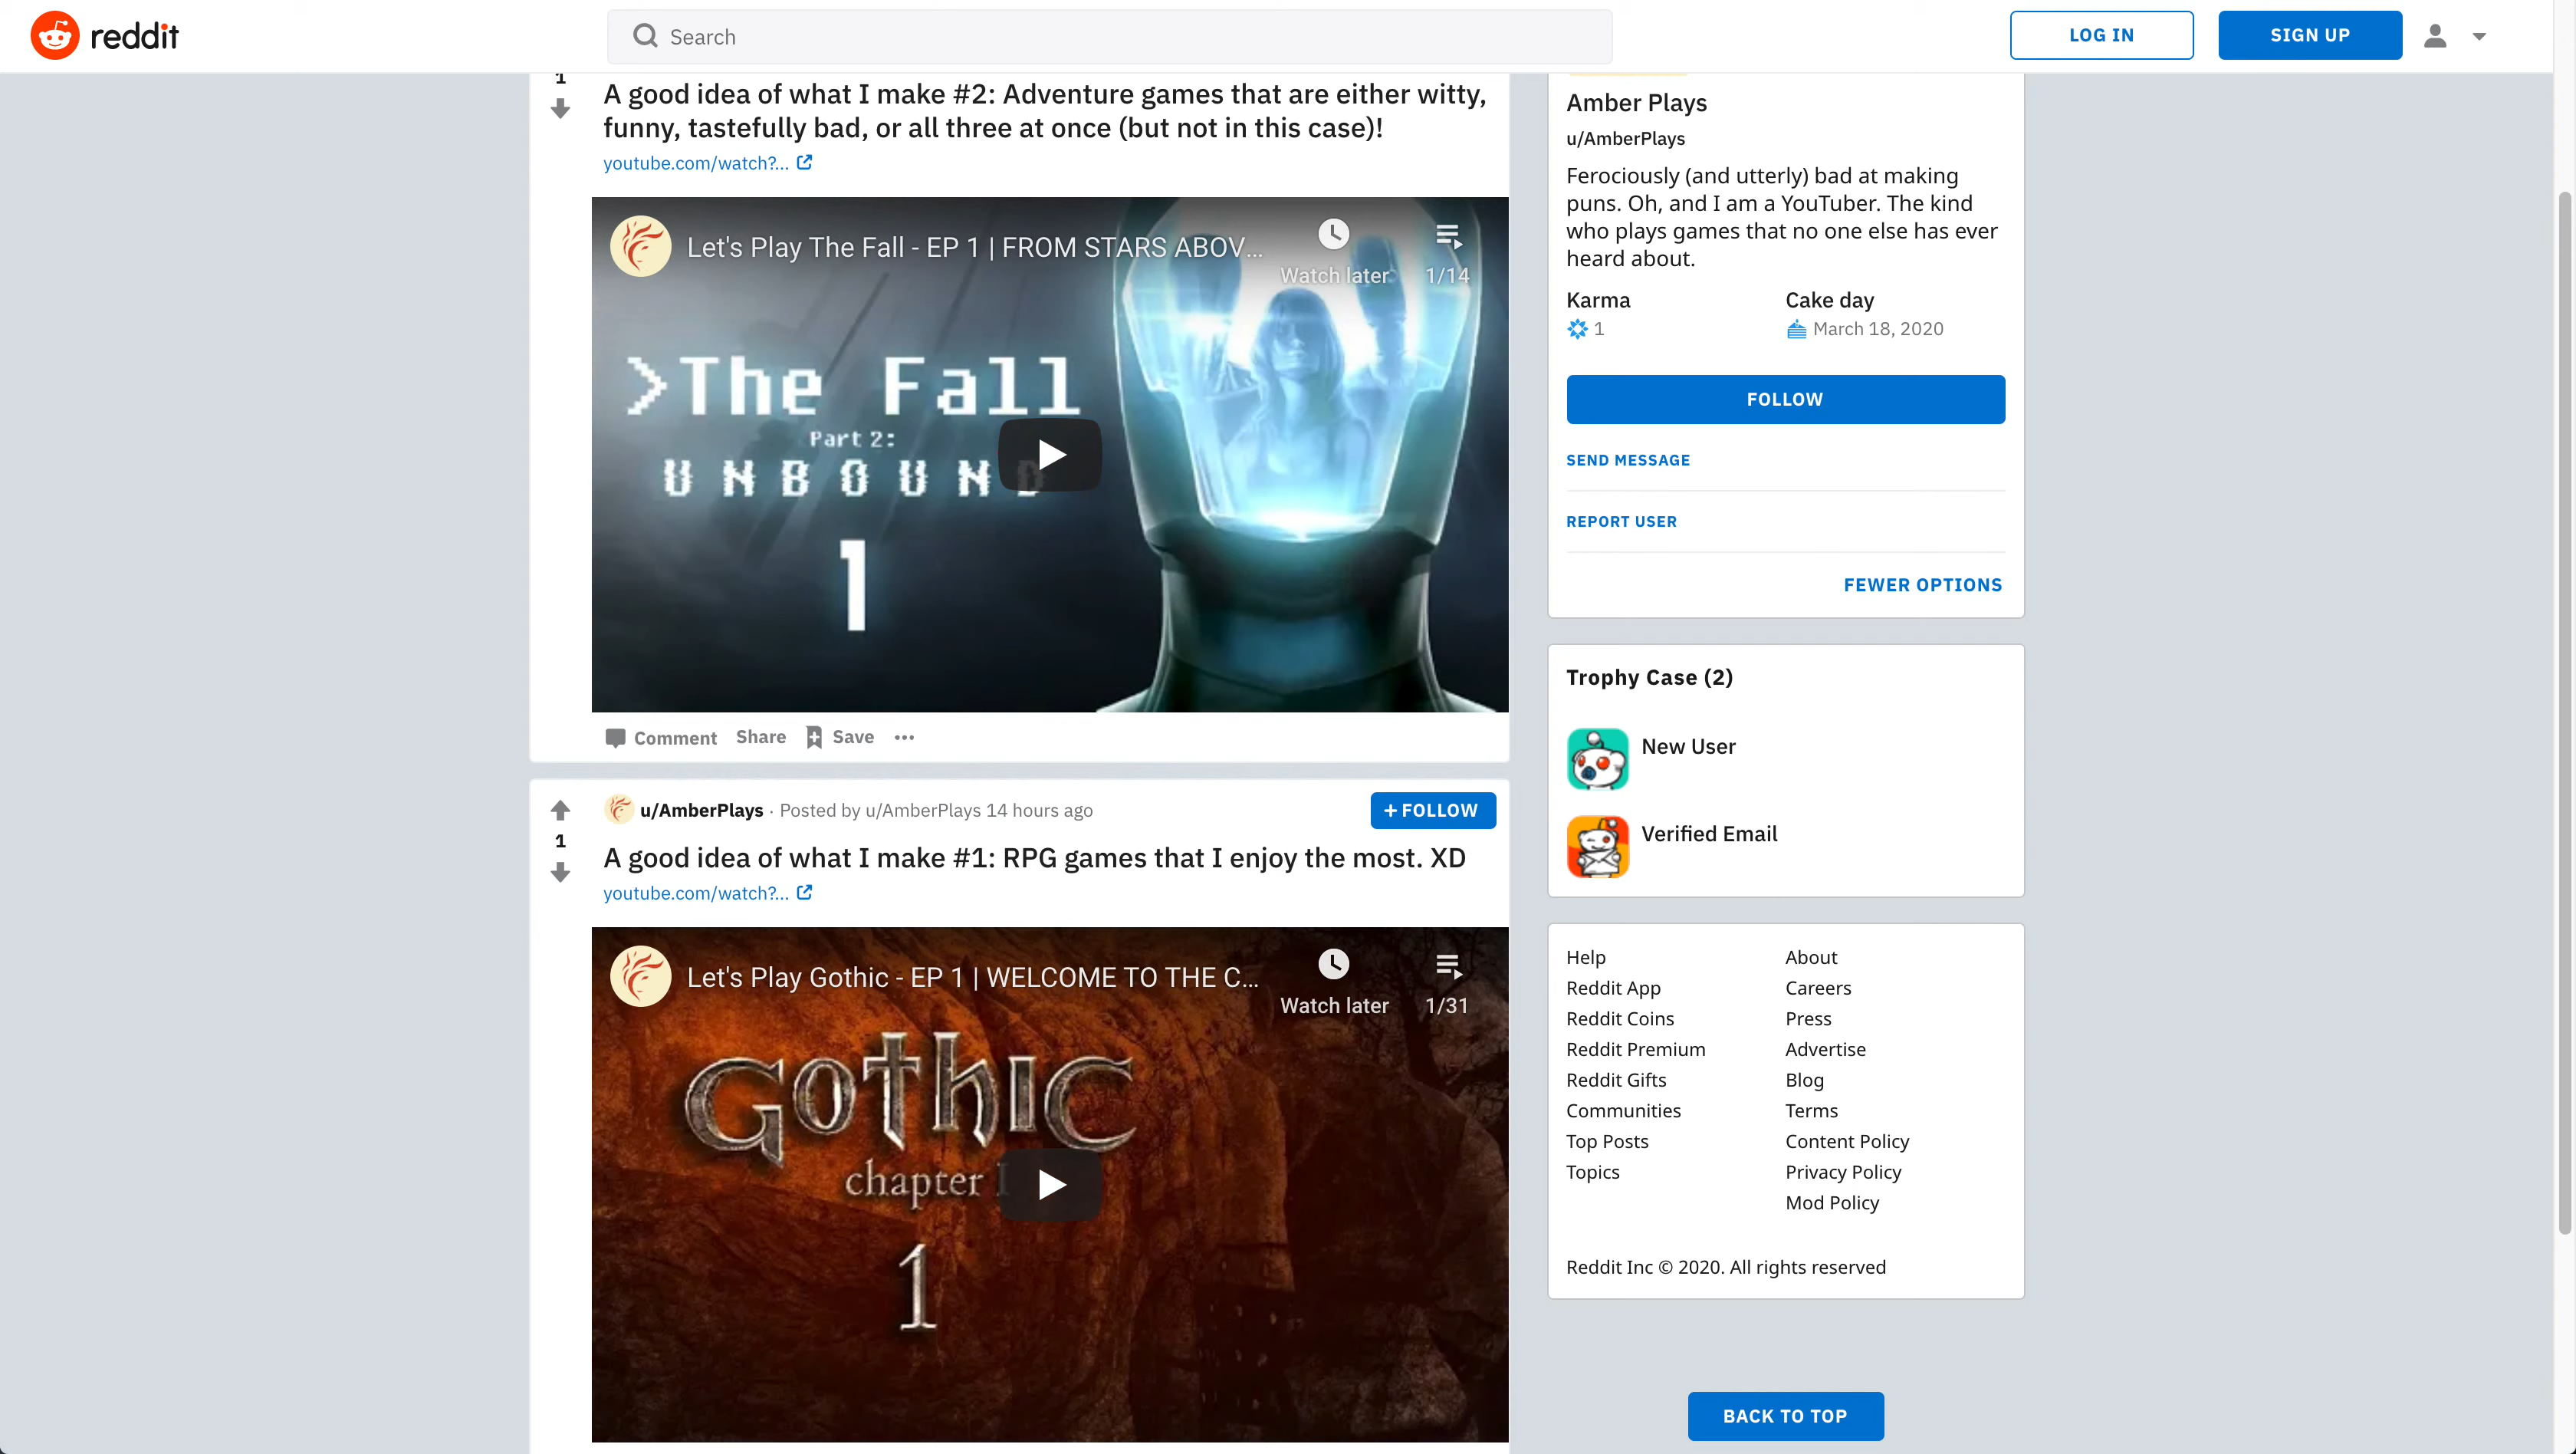 reddit
Search
LOG IN
SIGN UP
1
A good idea of what I make #2: Adventure games that are either witty,
funny, tastefully bad, or all three at once (but not in this case)!
youtube.com/watch?...
Let's Play The Fall - EP 1 | FROM STARS ABOV...
Watch later
1/14
>The Fall
Part 2:
UNBOUND
1
Comment
Share
Save
u/AmberPlays · Posted by u/AmberPlays 14 hours ago
+ FOLLOW
1
A good idea of what I make #1: RPG games that I enjoy the most. XD
youtube.com/watch?...
Let's Play Gothic - EP 1 | WELCOME TO THE C...
Watch later
1/31
GOTHIC
chapter I
1
Amber Plays
u/AmberPlays
Ferociously (and utterly) bad at making
puns. Oh, and I am a YouTuber. The kind
who plays games that no one else has ever
heard about.
Karma
Cake day
1
March 18, 2020
FOLLOW
SEND MESSAGE
REPORT USER
FEWER OPTIONS
Trophy Case (2)
New User
Verified Email
Help
About
Reddit App
Careers
Reddit Coins
Press
Reddit Premium
Advertise
Reddit Gifts
Blog
Communities
Terms
Top Posts
Content Policy
Topics
Privacy Policy
Mod Policy
Reddit Inc © 2020. All rights reserved
BACK TO TOP